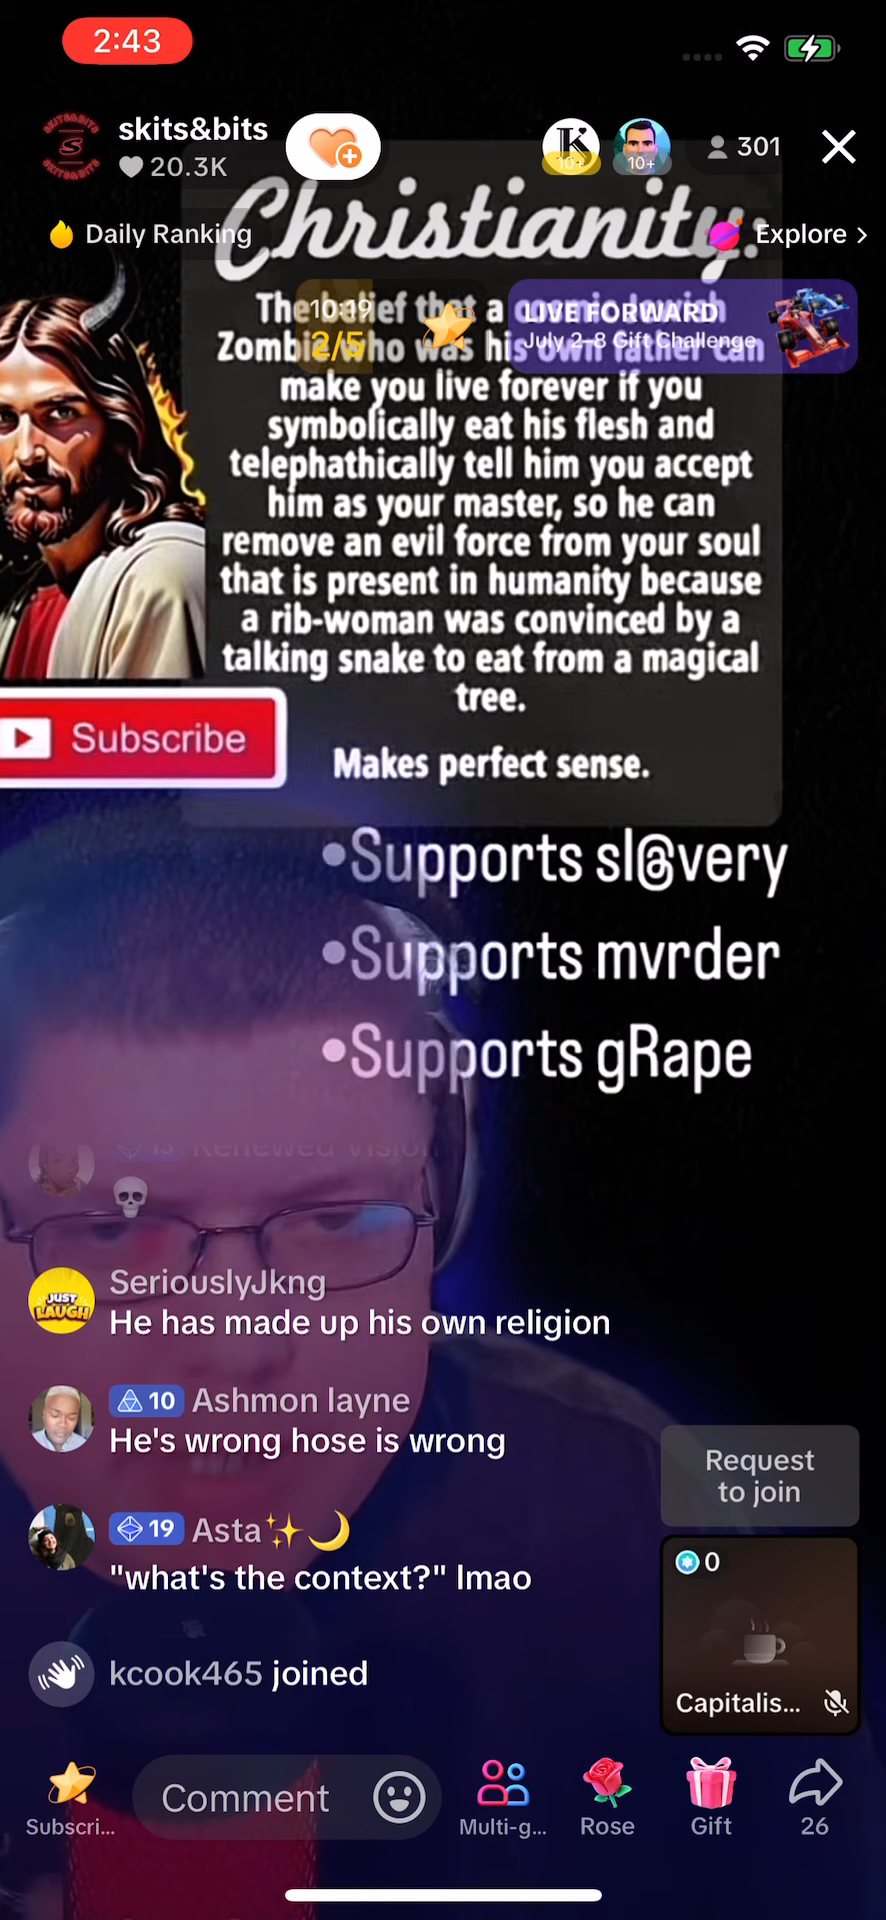 2:43
skits&bits
20.3K
10+
10+
301
Daily Ranking
Explore >
Christianity:
The belief that a cosmic Jewish
Zombie who was his own father can
make you live forever if you
symbolically eat his flesh and
telephathically tell him you accept
him as your master, so he can
remove an evil force from your soul
that is present in humanity because
a rib-woman was convinced by a
talking snake to eat from a magical
tree.
Makes perfect sense.
10:19
2/5
LIVE FORWARD
July 2–8 Gift Challenge
Subscribe
•Supports sl@very
•Supports mvrder
•Supports gRape
Renewed Vision
SeriouslyJkng
JUST
LAUGH
He has made up his own religion
10 Ashmon layne
He's wrong hose is wrong
19 Asta
"what's the context?" lmao
kcook465 joined
Request
to join
0
Capitalis...
Comment
Subscri...
Multi-g...
Rose
Gift
26